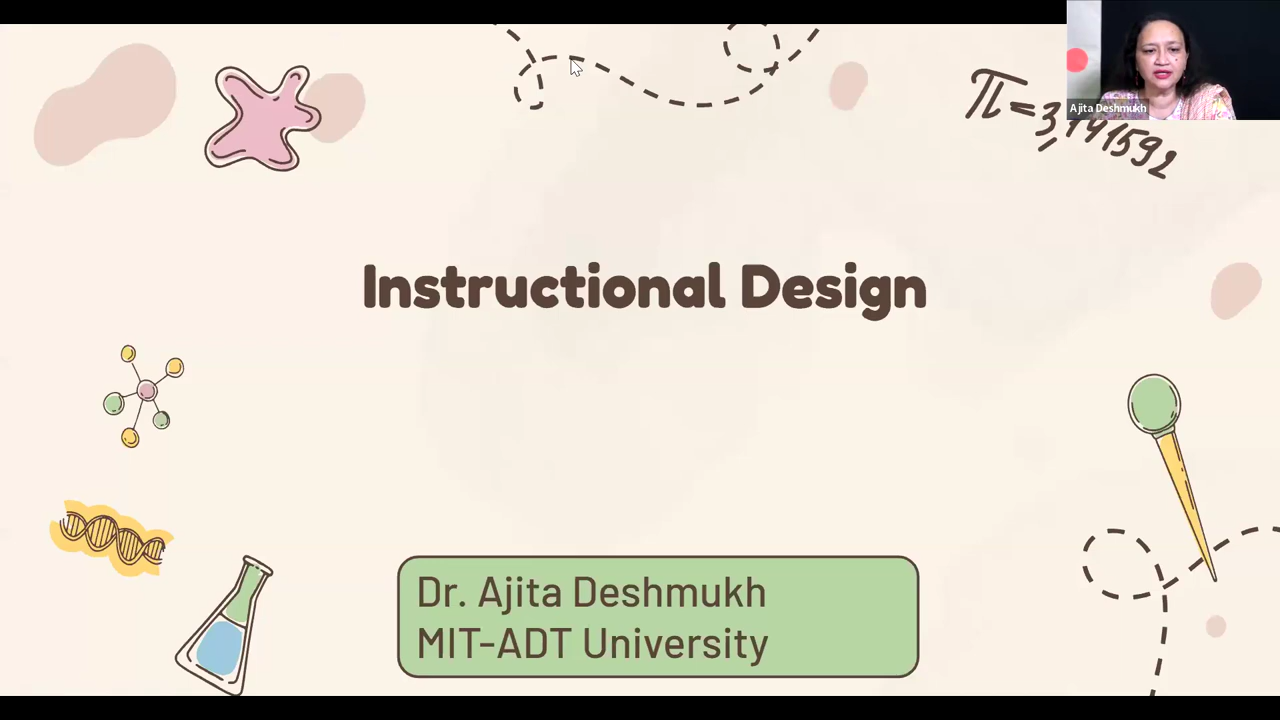 Ajita Deshmukh
π=3,141592
Instructional Design
Dr. Ajita Deshmukh
MIT-ADT University